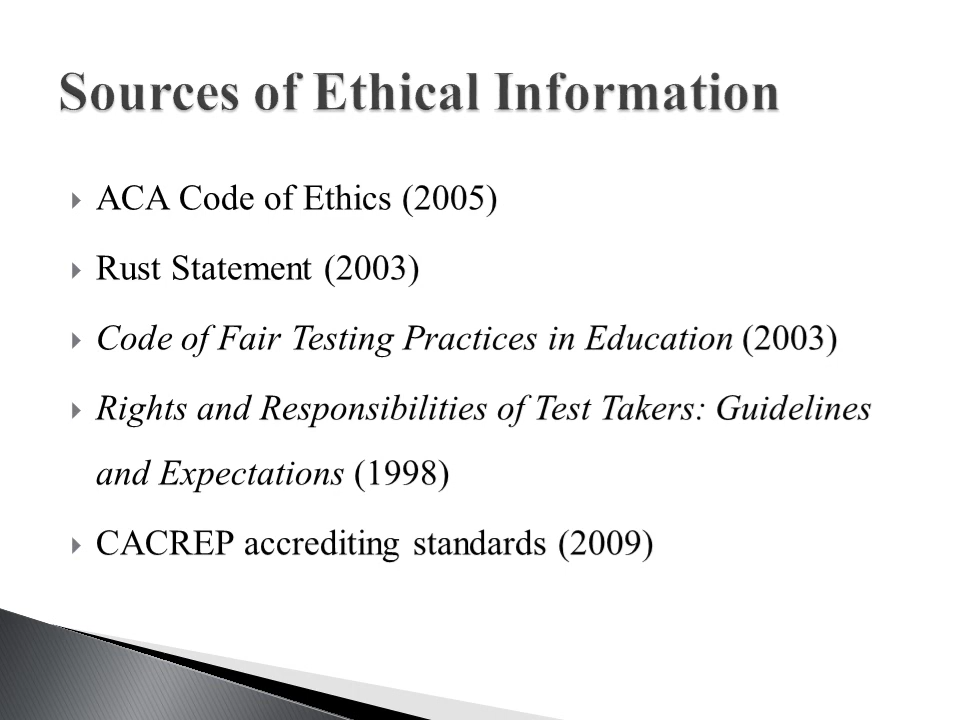 Sources of Ethical Information
ACA Code of Ethics (2005)
Rust Statement (2003)
Code of Fair Testing Practices in Education (2003)
Rights and Responsibilities of Test Takers: Guidelines
and Expectations (1998)
CACREP accrediting standards (2009)